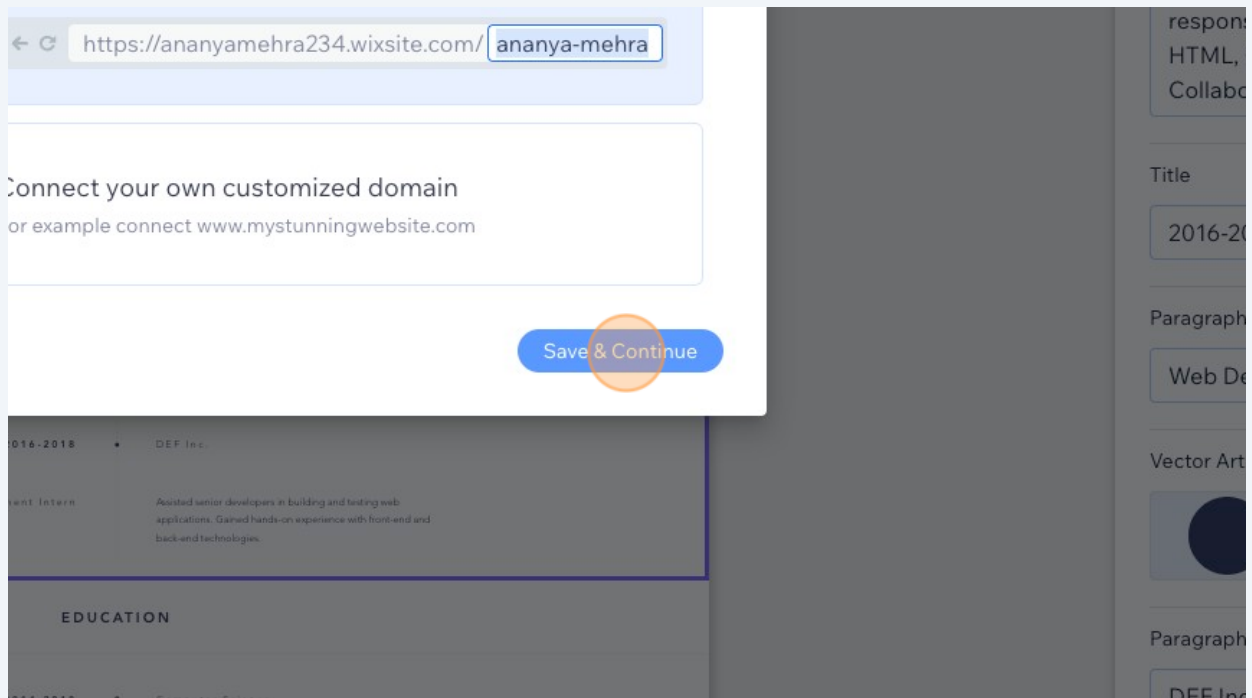 https://ananyamehra234.wixsite.com/ananya-mehra
Connect your own customized domain
or example connect www.mystunningwebsite.com
Save & Continue
2016-2018 • DEF Inc.
ment Intern
Assisted senior developers in building and testing web
applications. Gained hands-on experience with front-end and
back-end technologies.
EDUCATION
respons
HTML,
Collabo
Title
2016-20
Paragraph
Web De
Vector Art
Paragraph
DEF Inc